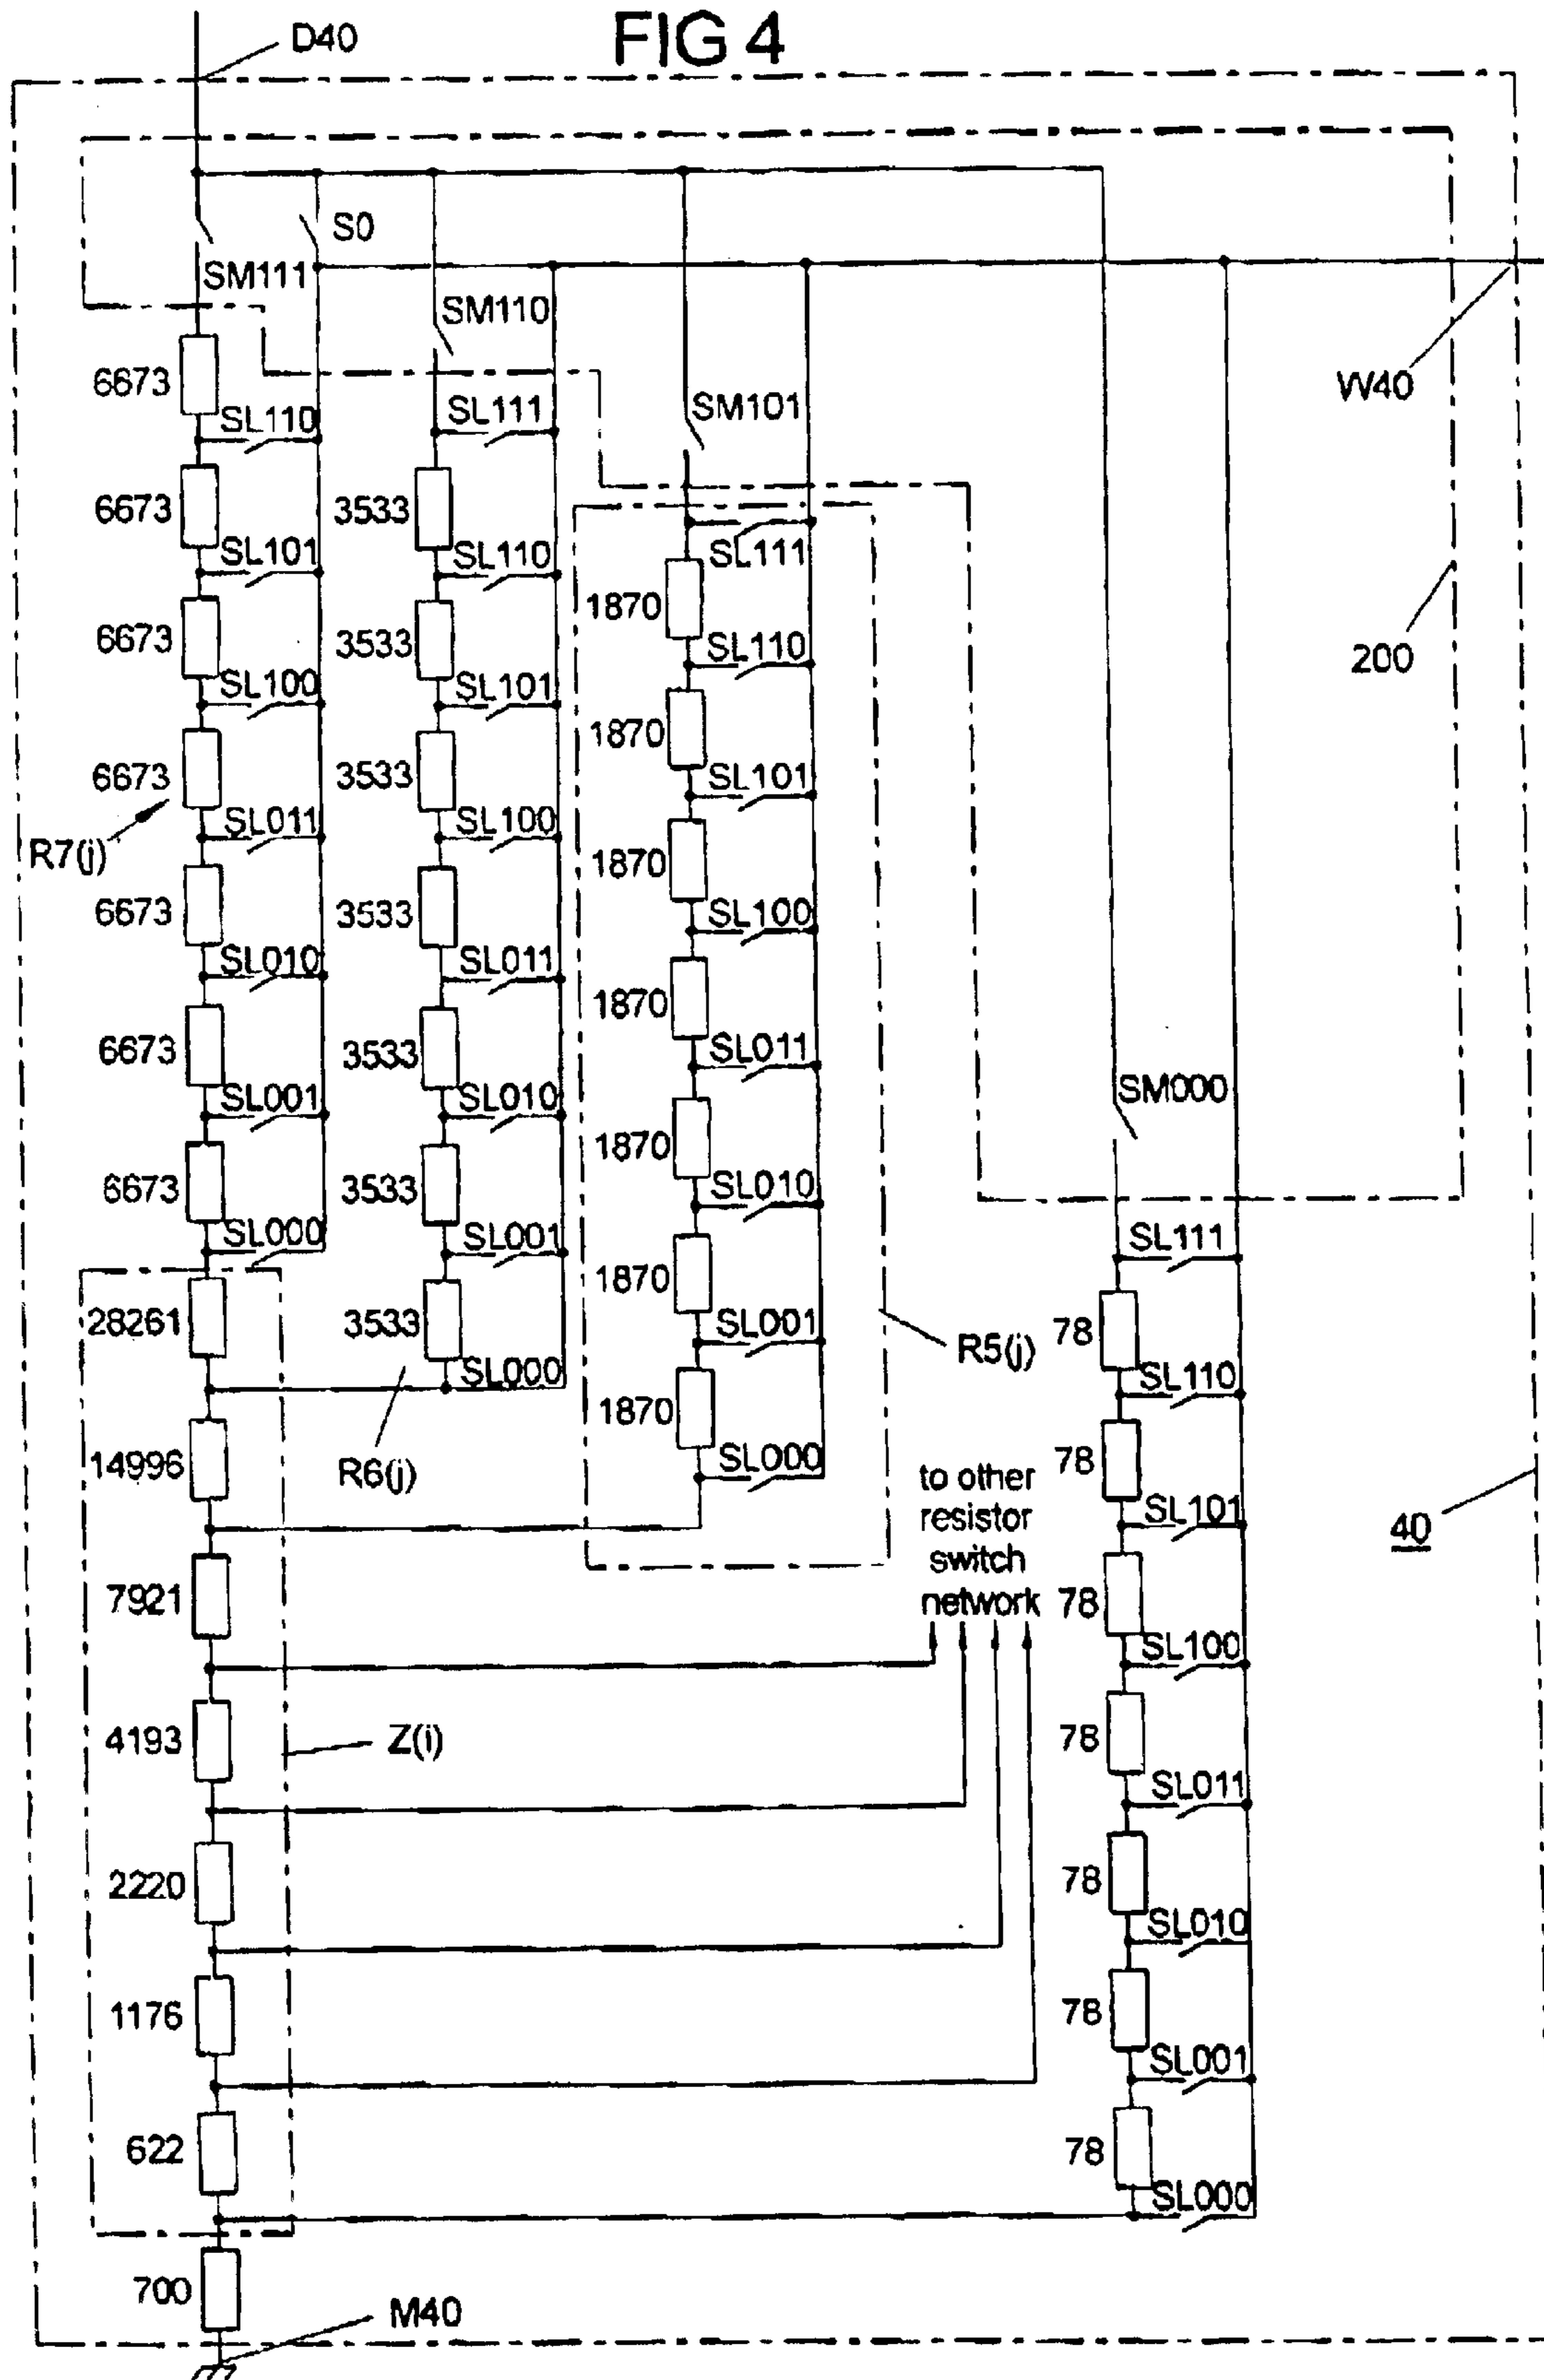 FIG 4
D40
S0
SM111
SM110
W40
SM101
6673
SL110
SL111
6673
3533
SL101
SL110
SL111
6673
3533
1870
SL100
SL101
SL110
200
6673
3533
1870
SL011
SL100
SL101
R7(j)
6673
3533
1870
SL010
SL011
SL100
6673
3533
1870
SL001
SL010
SL011
SM000
6673
3533
1870
SL000
SL001
SL010
SL111
28261
3533
1870
R5(j)
78
SL000
SL001
SL110
14996
R6(j)
1870
SL000
78
to other
resistor
switch
network
SL101
40
7921
78
SL100
4193
Z(i)
78
SL011
2220
78
SL010
1176
78
SL001
622
78
SL000
700
M40